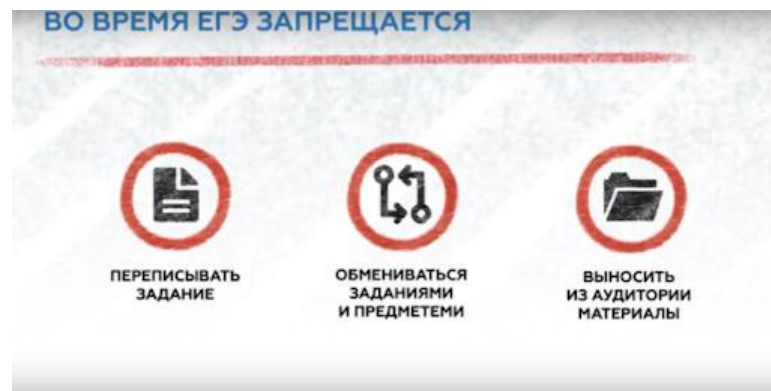 ВО ВРЕМЯ ЕГЭ ЗАПРЕЩАЕТСЯ
ПЕРЕПИСЫВАТЬ
ЗАДАНИЕ
ОБМЕНИВАТЬСЯ
ЗАДАНИЯМИ
И ПРЕДМЕТЕМИ
ВЫНОСИТЬ
ИЗ АУДИТОРИИ
МАТЕРИАЛЫ